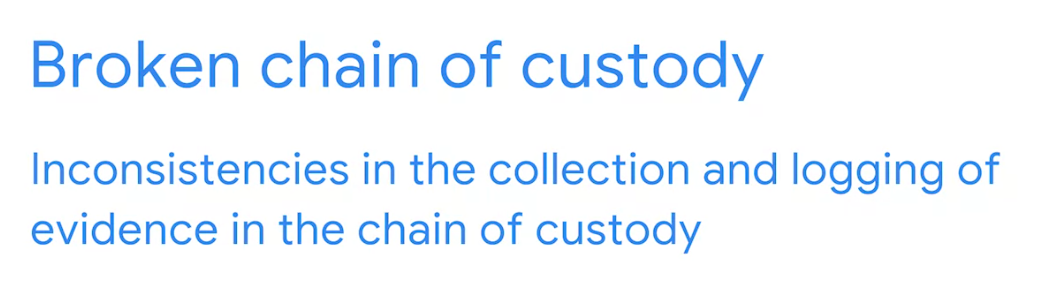 Broken chain of custody
Inconsistencies in the collection and logging of
evidence in the chain of custody